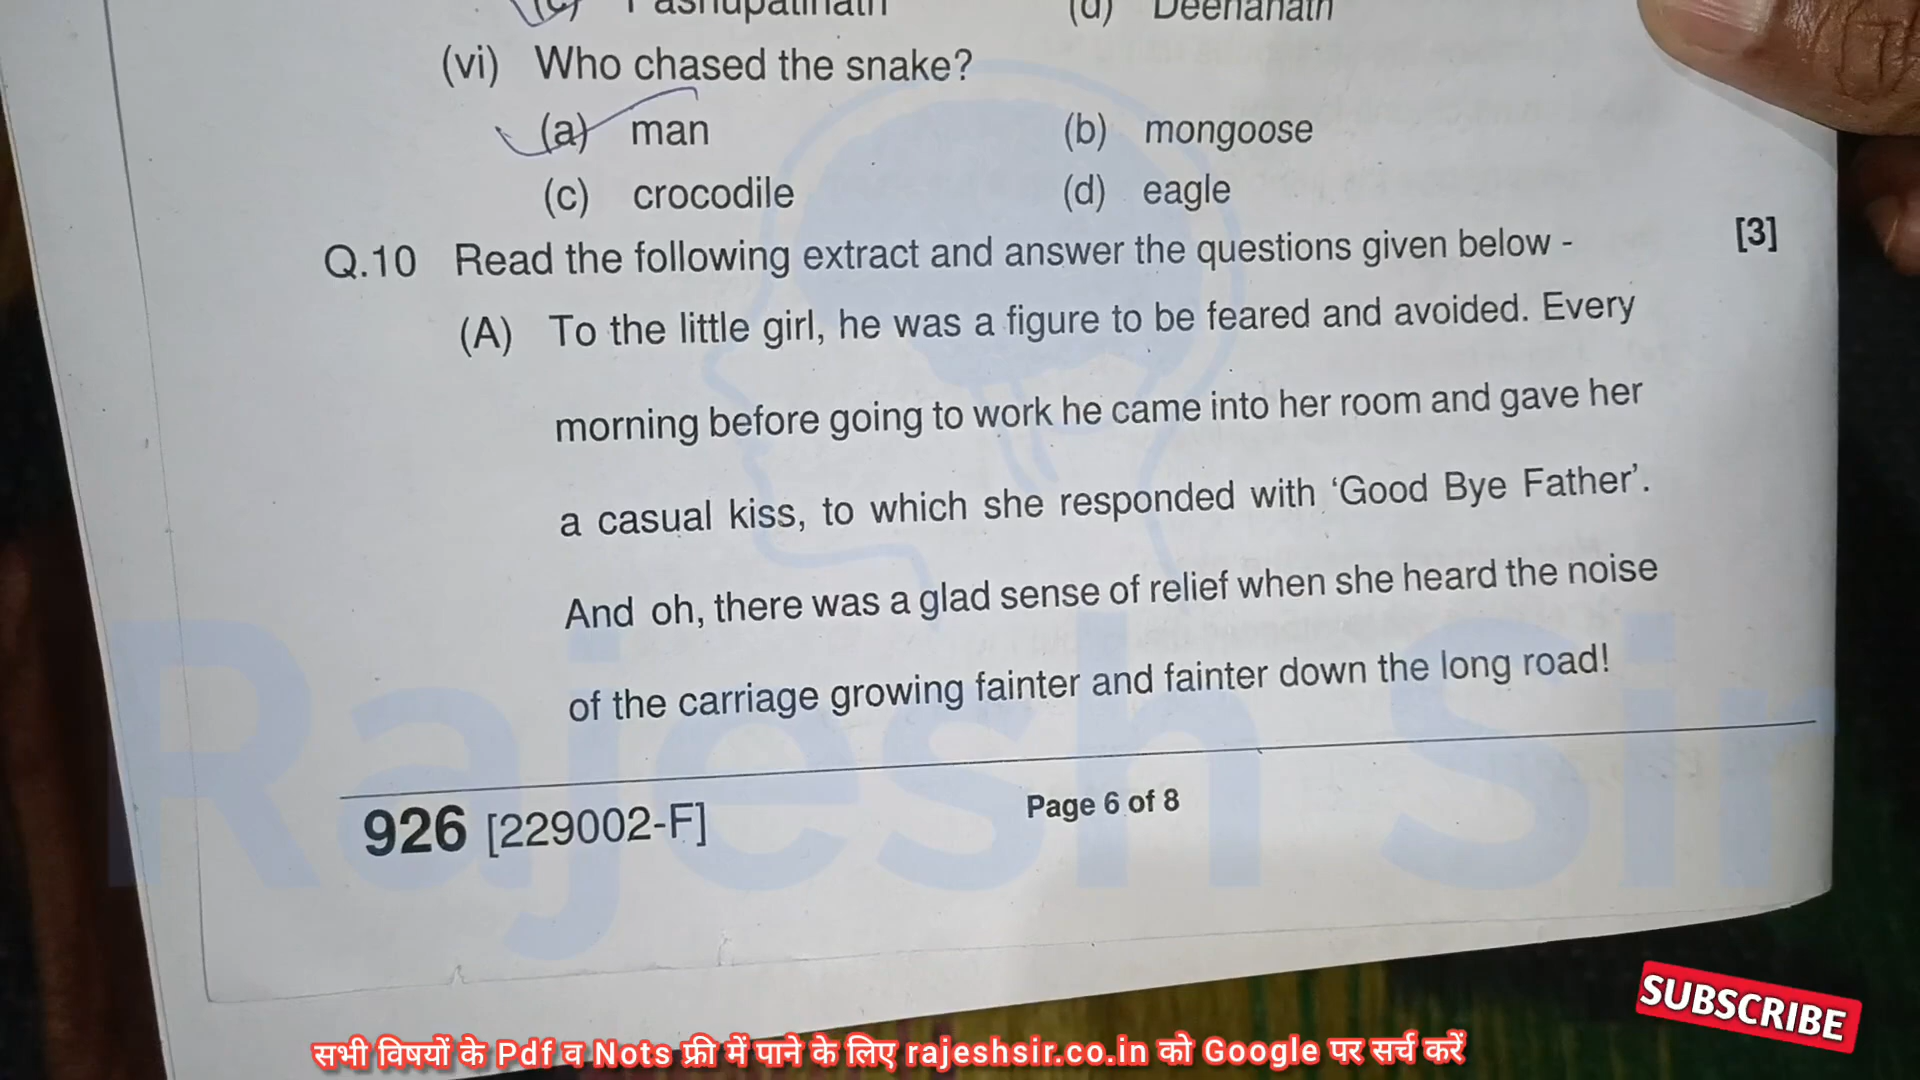 (c) Pashupatinath (d) Deenanath
(vi) Who chased the snake?
(a) man (b) mongoose
(c) crocodile (d) eagle
Q.10 Read the following extract and answer the questions given below - [3]
(A) To the little girl, he was a figure to be feared and avoided. Every
morning before going to work he came into her room and gave her
a casual kiss, to which she responded with ‘Good Bye Father’.
And oh, there was a glad sense of relief when she heard the noise
of the carriage growing fainter and fainter down the long road!
926 [229002-F] Page 6 of 8
Rajesh Sir
SUBSCRIBE
सभी विषयों के Pdf व Nots फ्री में पाने के लिए rajeshsir.co.in को Google पर सर्च करें